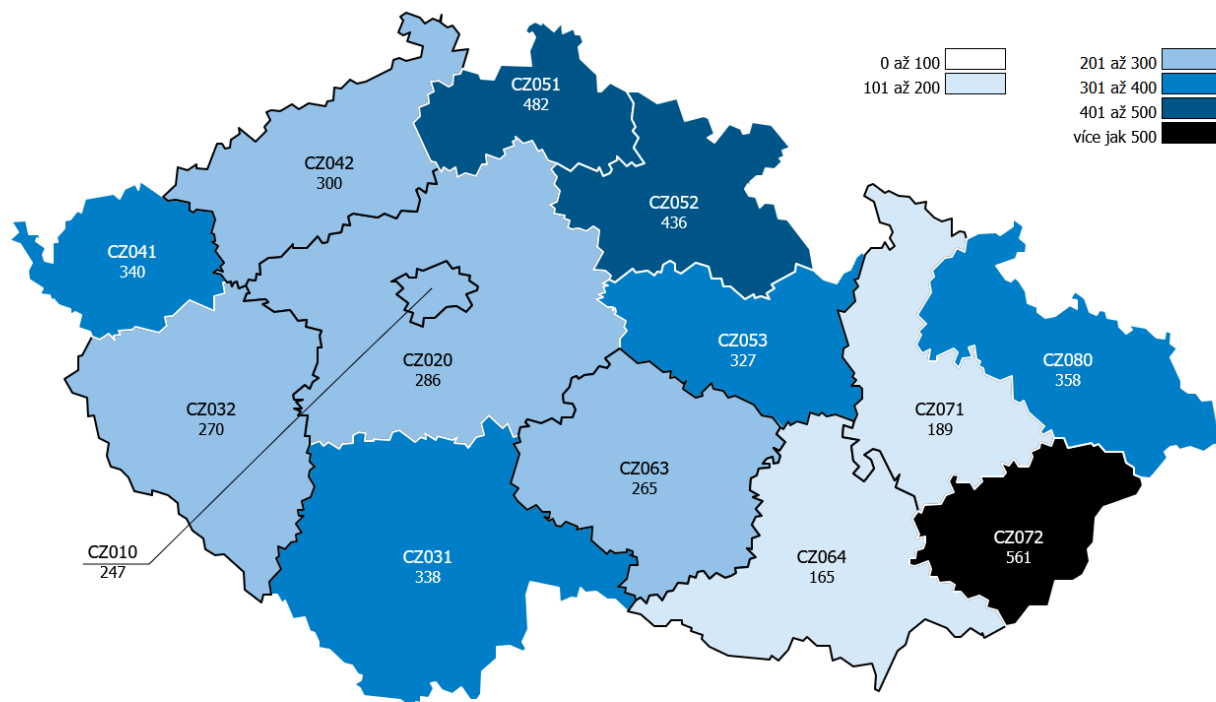 0 až 100
101 až 200
201 až 300
301 až 400
401 až 500
více jak 500
CZ051
482
CZ042
300
CZ052
436
CZ041
340
CZ053
327
CZ020
286
CZ080
358
CZ032
270
CZ071
189
CZ063
265
CZ072
561
CZ010
247
CZ031
338
CZ064
165